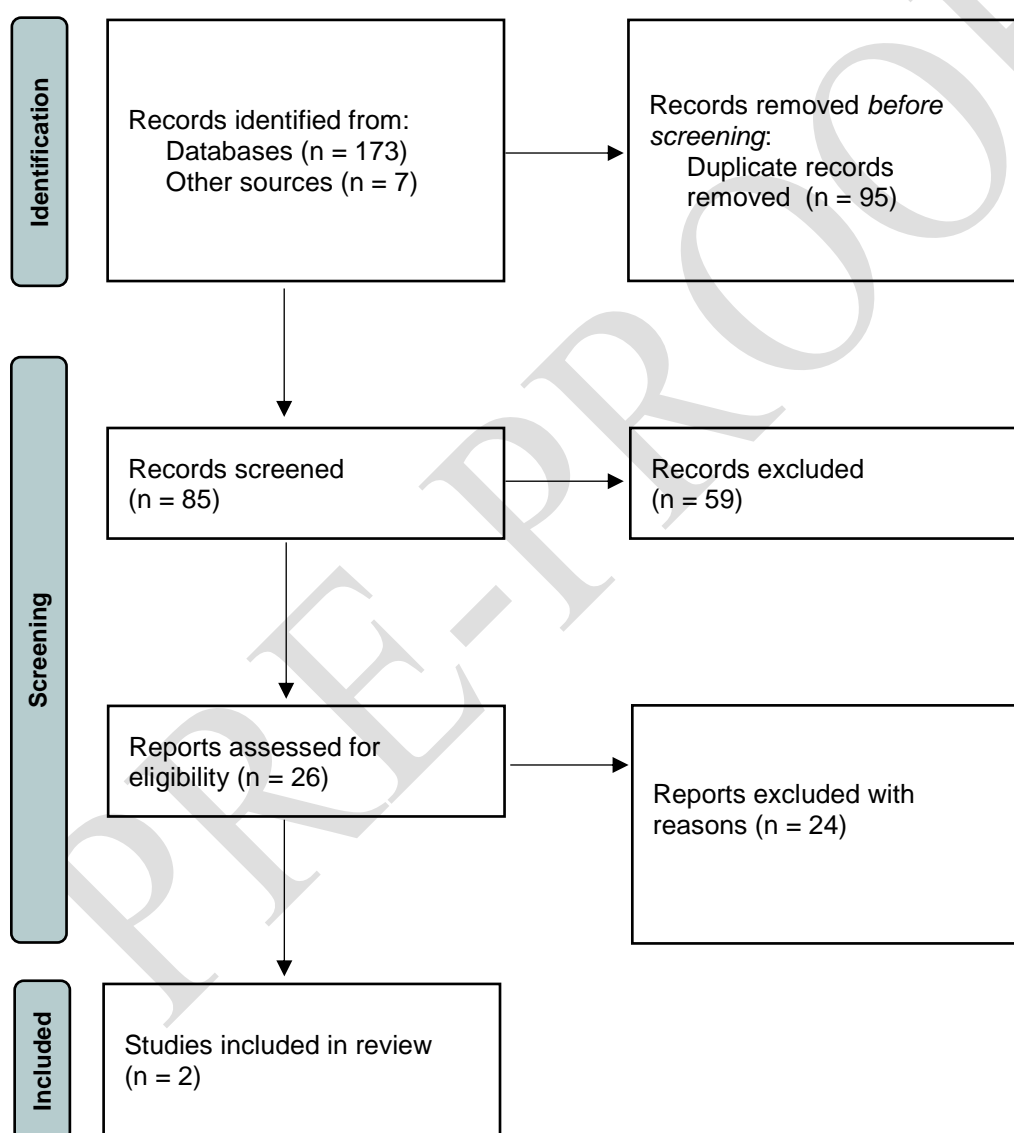 Identification
Records identified from:
Databases (n = 173)
Other sources (n = 7)
Records removed before
screening:
Duplicate records
removed (n = 95)
Screening
Records screened
(n = 85)
Records excluded
(n = 59)
Reports assessed for
eligibility (n = 26)
Reports excluded with
reasons (n = 24)
Included
Studies included in review
(n = 2)
PRE-PROOF